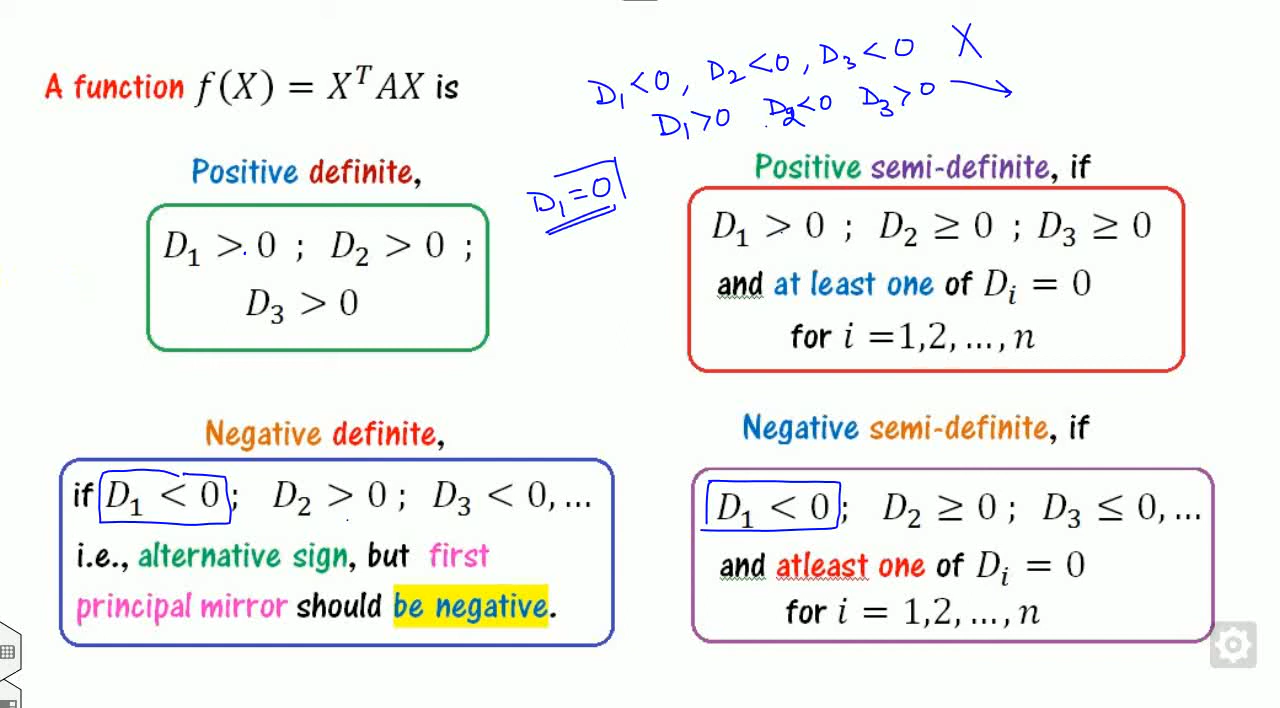 A function f(X) = XᵀAX is
D₁<0, D₂<0, D₃<0 X
D₁>0 D₂<0 D₃>0 →
Positive definite,
D₁ > 0 ; D₂ > 0 ;
D₃ > 0
D₁=0
Positive semi-definite, if
D₁ > 0 ; D₂ ≥ 0 ; D₃ ≥ 0
and at least one of Dᵢ = 0
for i =1,2, ..., n
Negative definite,
if D₁ < 0; D₂ > 0 ; D₃ < 0, ...
i.e., alternative sign, but first
principal mirror should be negative.
Negative semi-definite, if
D₁ < 0; D₂ ≥ 0 ; D₃ ≤ 0, ...
and atleast one of Dᵢ = 0
for i = 1,2, ..., n